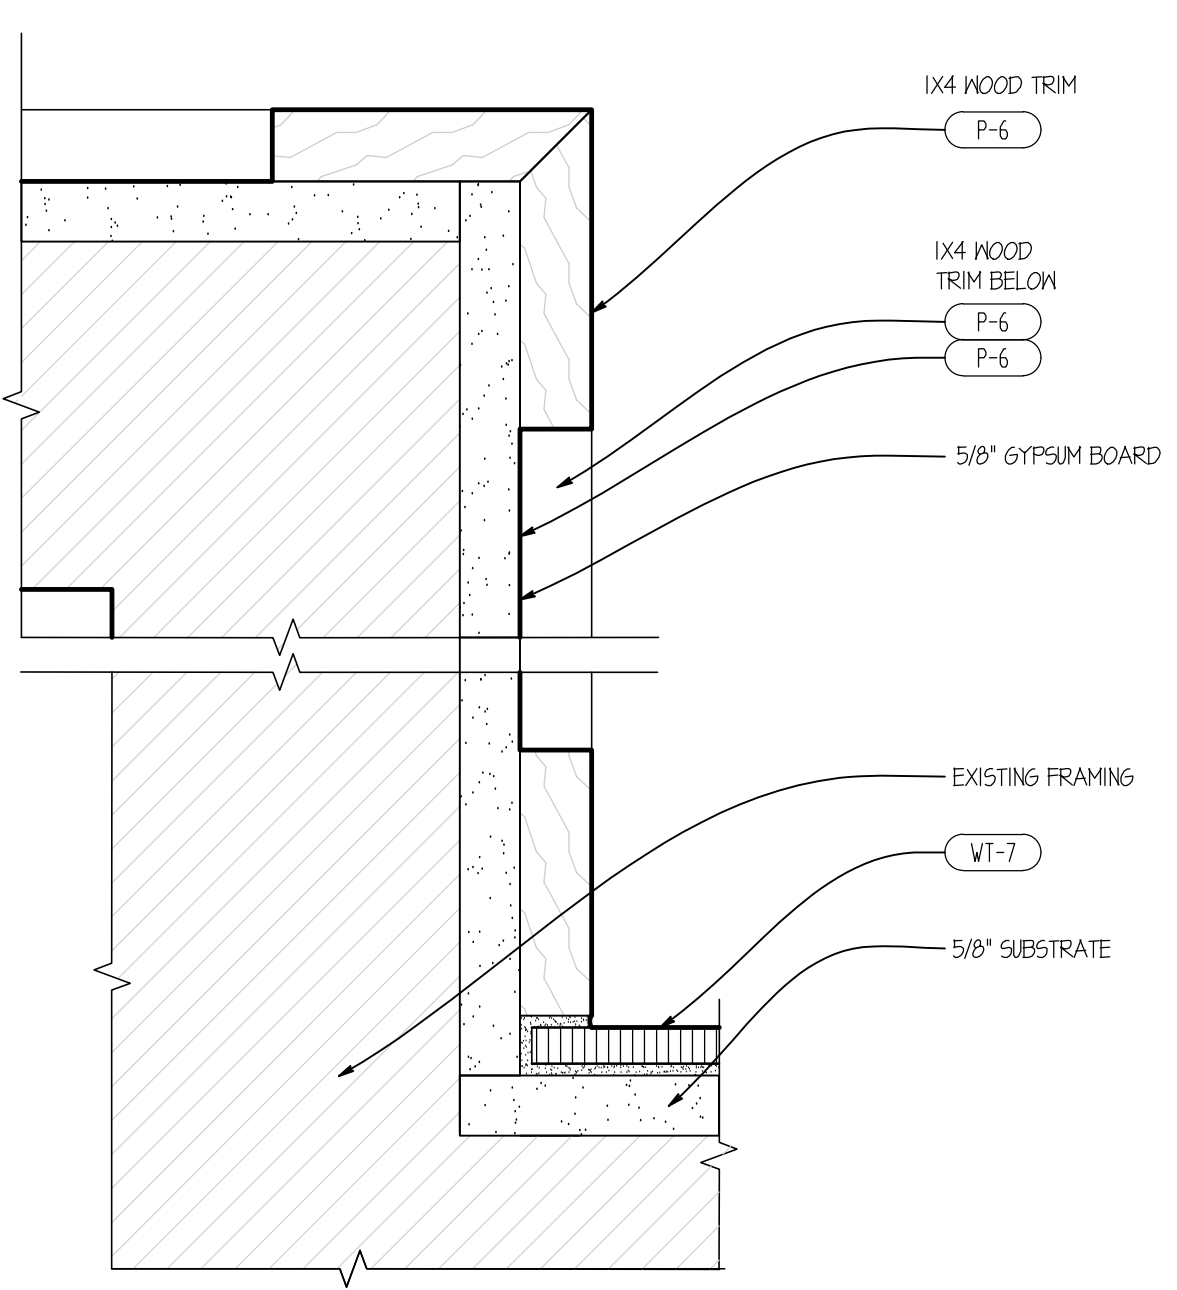 1X4 WOOD TRIM
P-6
1X4 WOOD
TRIM BELOW
P-6
P-6
5/8" GYPSUM BOARD
EXISTING FRAMING
WT-7
5/8" SUBSTRATE